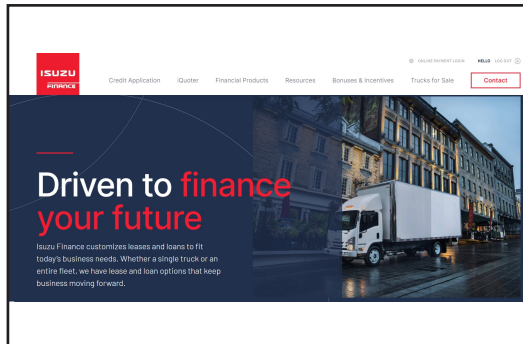 ONLINE PAYMENT LOGIN HELLO LOG OUT
ISUZU
FINANCE
Credit Application iQuoter Financial Products Resources Bonuses & Incentives Trucks for Sale Contact
Driven to finance
your future
Isuzu Finance customizes leases and loans to fit
today's business needs. Whether a single truck or an
entire fleet, we have lease and loan options that keep
business moving forward.